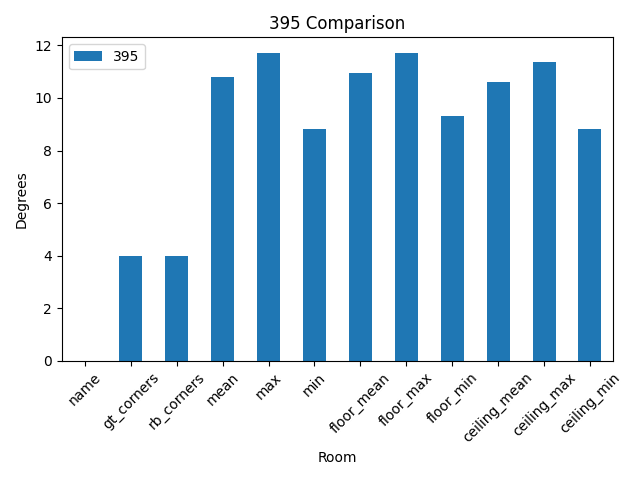 395 Comparison
395
Degrees
12
10
8
6
4
2
0
name
gt_corners
rb_corners
mean
max
min
floor_mean
floor_max
floor_min
ceiling_mean
ceiling_max
ceiling_min
Room